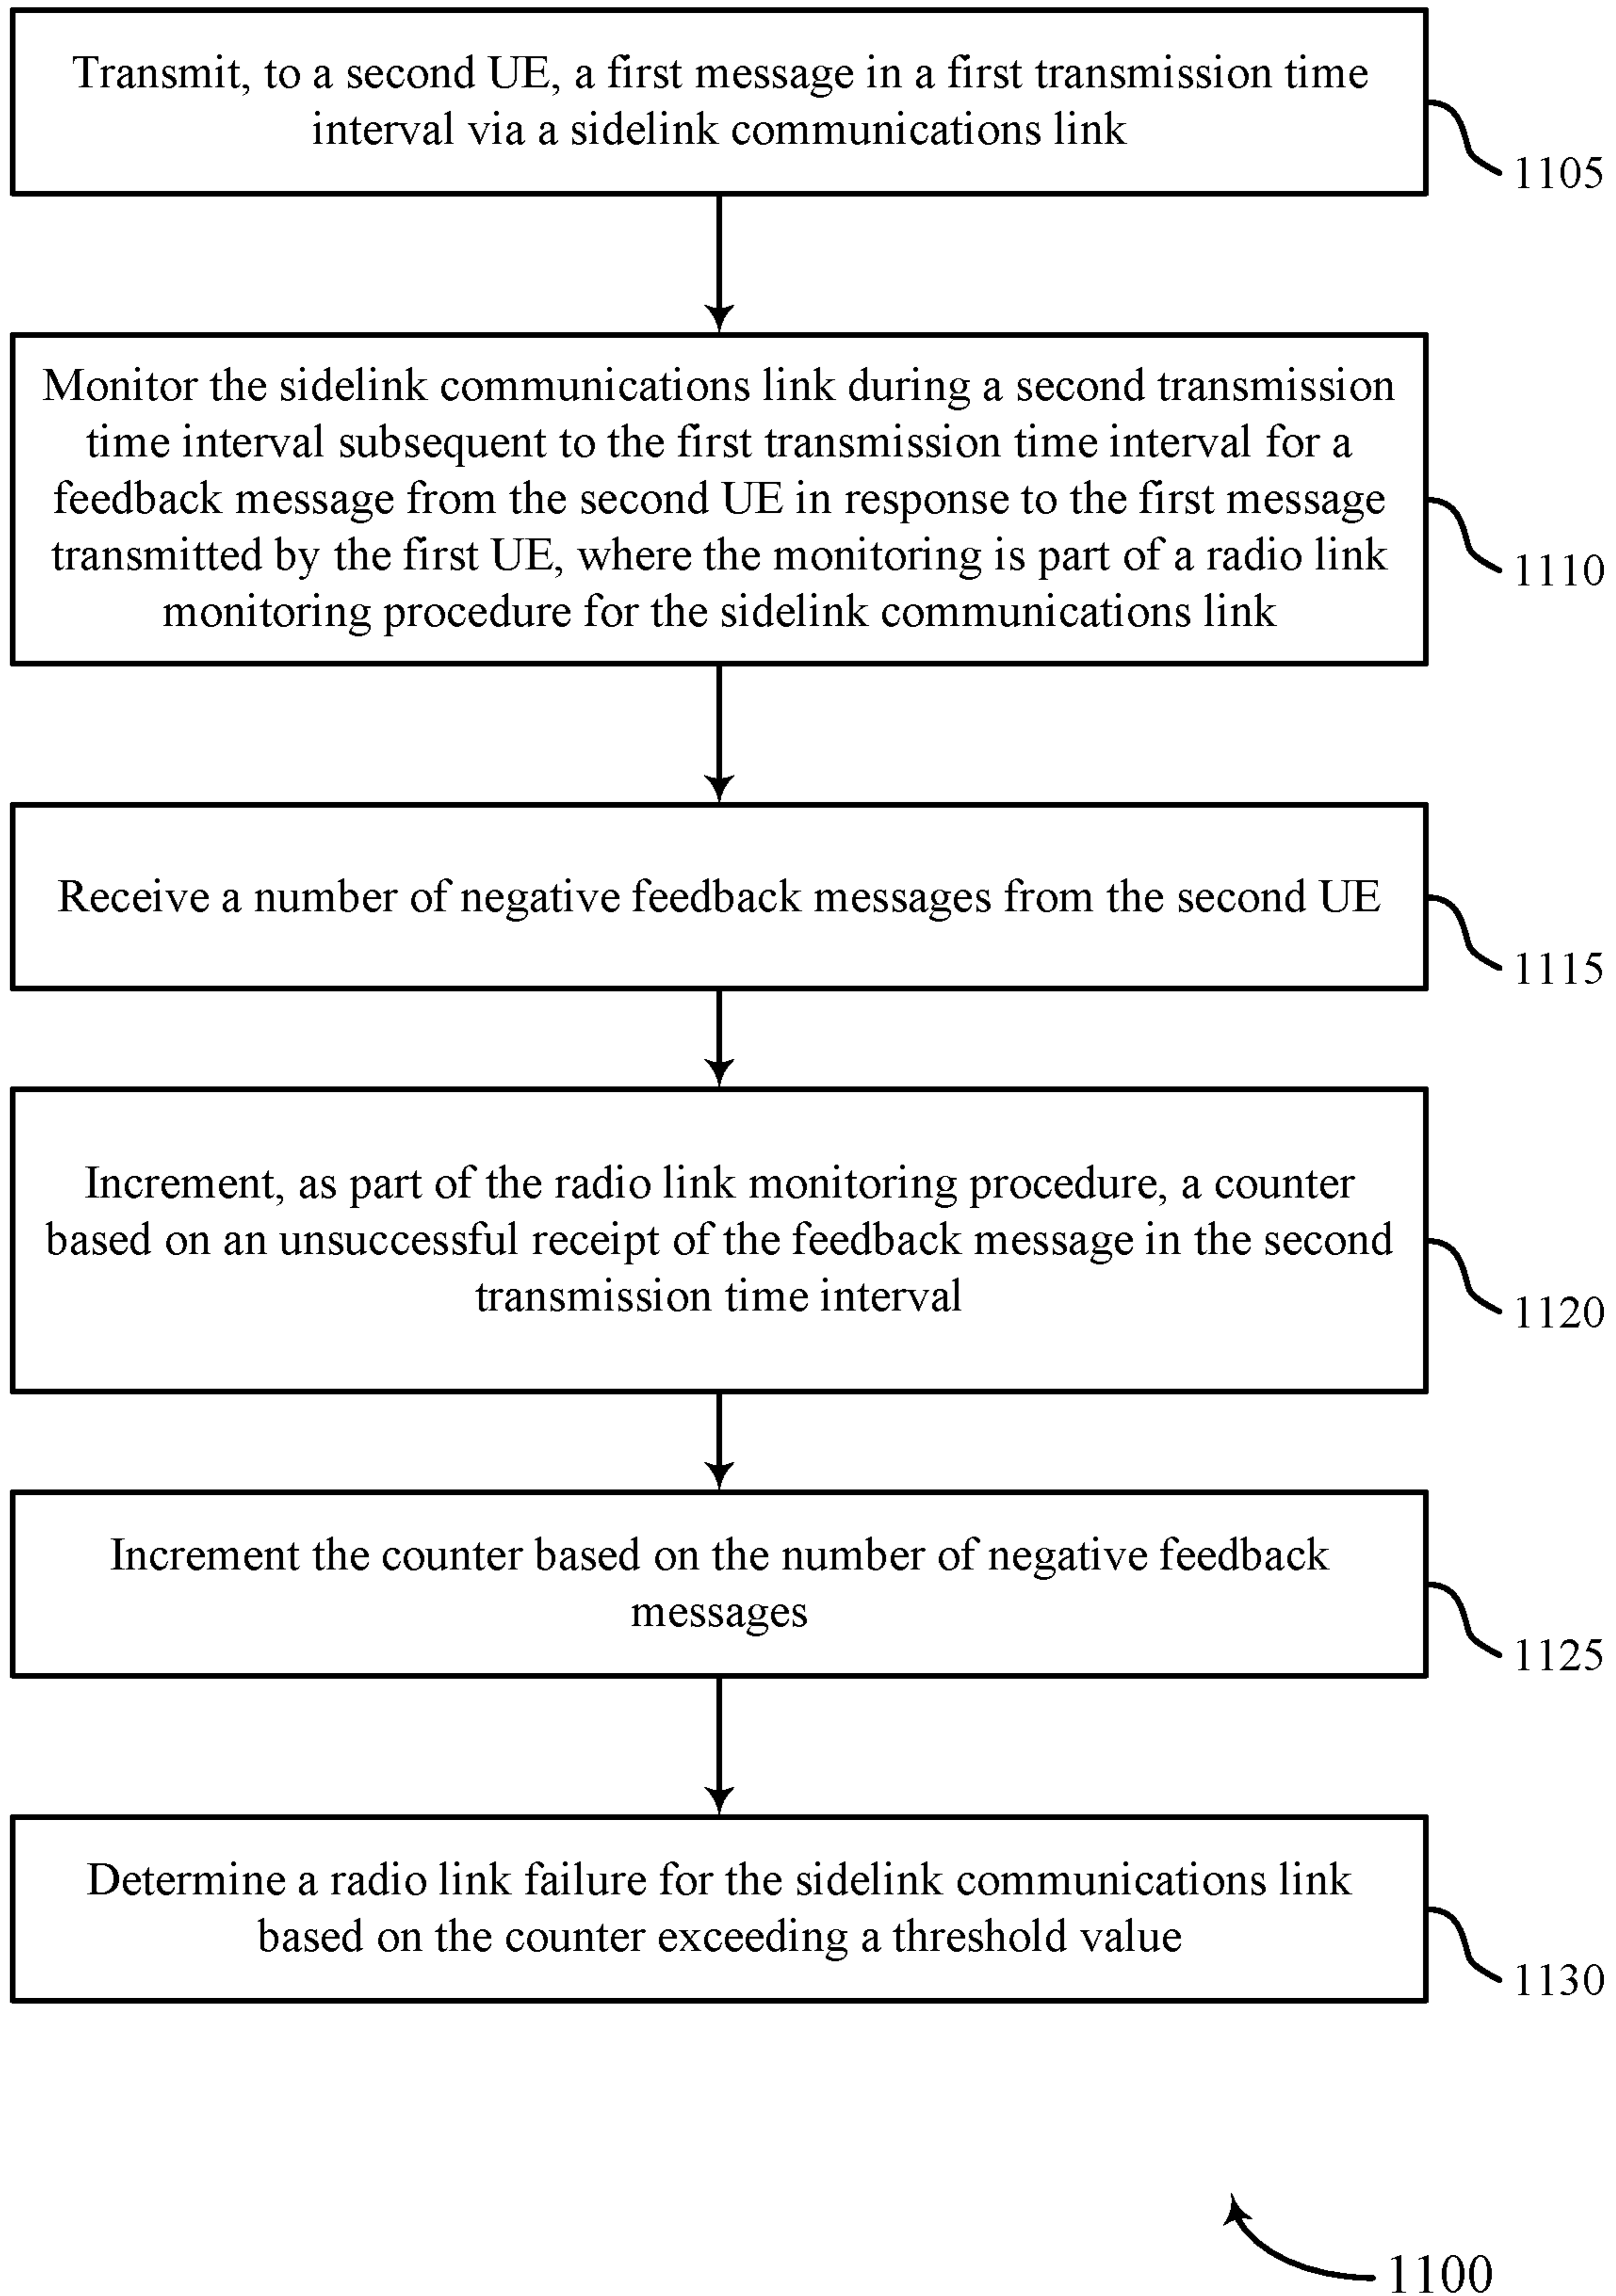 Transmit, to a second UE, a first message in a first transmission time
interval via a sidelink communications link
1105
Monitor the sidelink communications link during a second transmission
time interval subsequent to the first transmission time interval for a
feedback message from the second UE in response to the first message
transmitted by the first UE, where the monitoring is part of a radio link
monitoring procedure for the sidelink communications link
1110
Receive a number of negative feedback messages from the second UE
1115
Increment, as part of the radio link monitoring procedure, a counter
based on an unsuccessful receipt of the feedback message in the second
transmission time interval
1120
Increment the counter based on the number of negative feedback
messages
1125
Determine a radio link failure for the sidelink communications link
based on the counter exceeding a threshold value
1130
1100